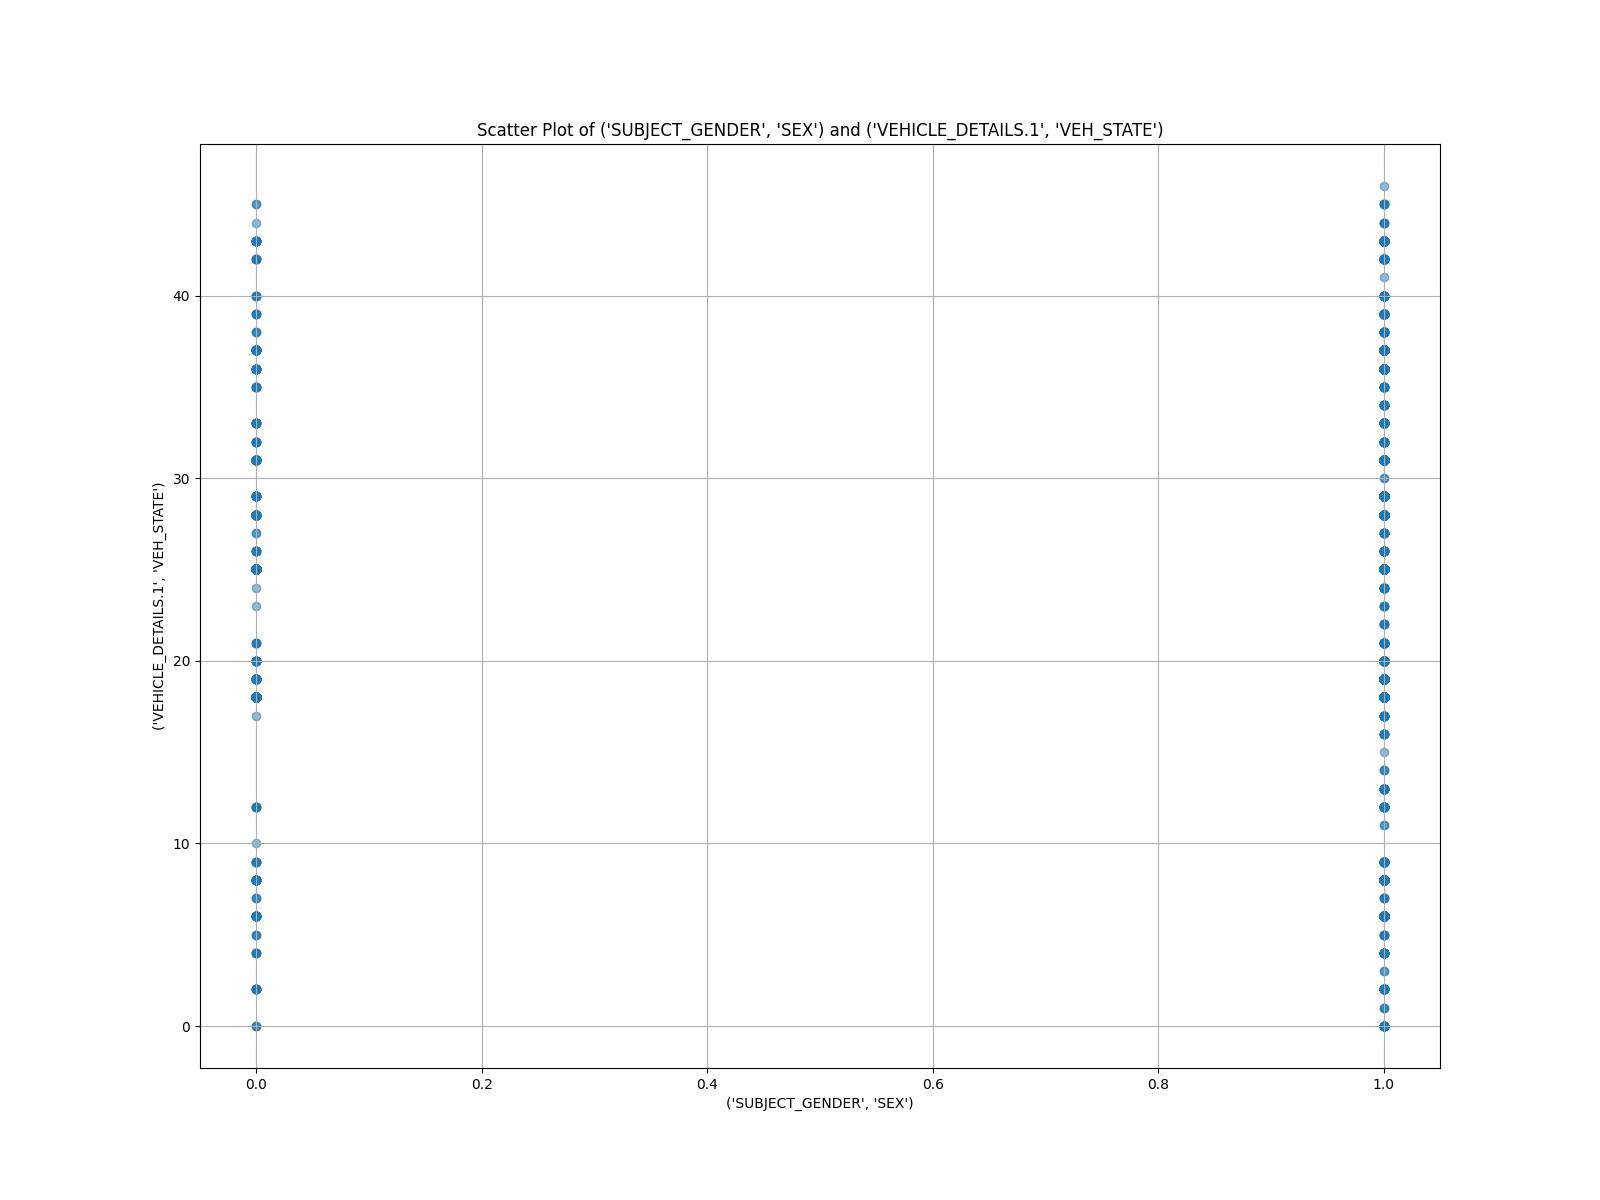 Scatter Plot of ('SUBJECT_GENDER', 'SEX') and ('VEHICLE_DETAILS.1', 'VEH_STATE')
('VEHICLE_DETAILS.1', 'VEH_STATE')
40
30
20
10
0
0.0 0.2 0.4 0.6 0.8 1.0
('SUBJECT_GENDER', 'SEX')